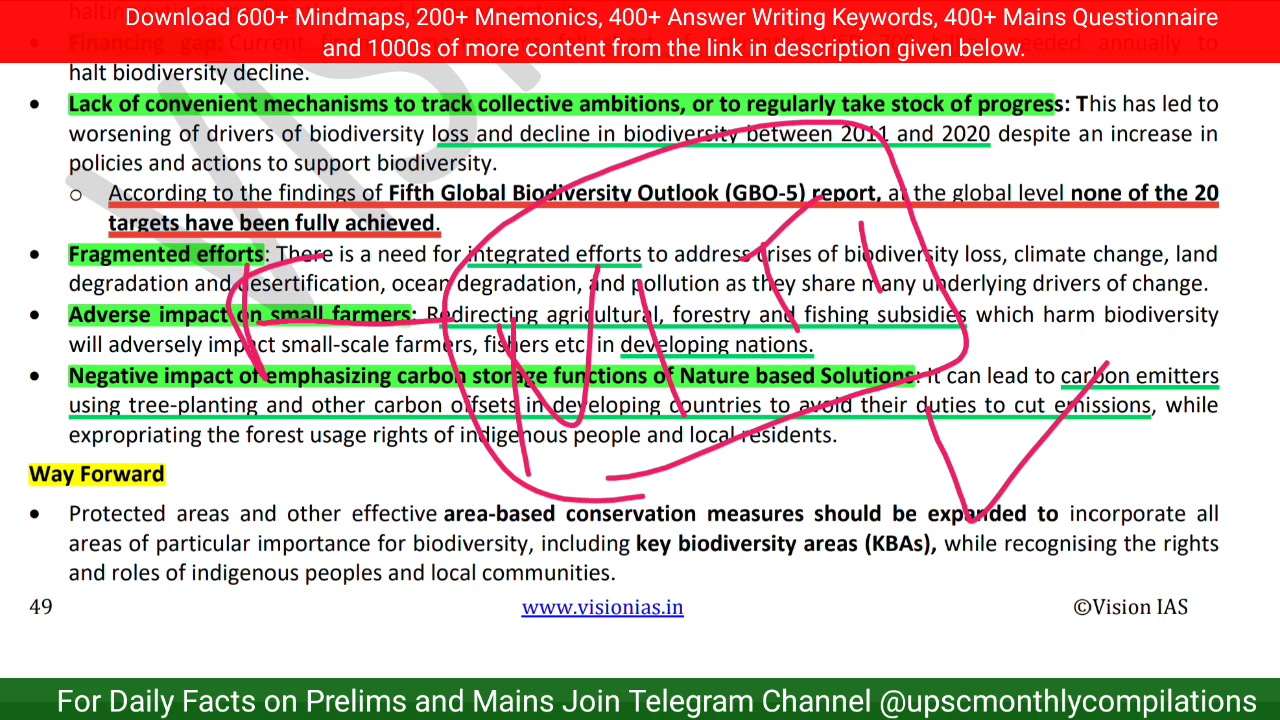 Download 600+ Mindmaps, 200+ Mnemonics, 400+ Answer Writing Keywords, 400+ Mains Questionnaire
and 1000s of more content from the link in description given below.
halt biodiversity decline.
• Lack of convenient mechanisms to track collective ambitions, or to regularly take stock of progress: This has led to
worsening of drivers of biodiversity loss and decline in biodiversity between 2011 and 2020 despite an increase in
policies and actions to support biodiversity.
o According to the findings of Fifth Global Biodiversity Outlook (GBO-5) report, at the global level none of the 20
targets have been fully achieved.
• Fragmented efforts: There is a need for integrated efforts to address crises of biodiversity loss, climate change, land
degradation and desertification, ocean degradation, and pollution as they share many underlying drivers of change.
• Adverse impact on small farmers: Redirecting agricultural, forestry and fishing subsidies which harm biodiversity
will adversely impact small-scale farmers, fishers etc. in developing nations.
• Negative impact of emphasizing carbon storage functions of Nature based Solutions: It can lead to carbon emitters
using tree-planting and other carbon offsets in developing countries to avoid their duties to cut emissions, while
expropriating the forest usage rights of indigenous people and local residents.
Way Forward
• Protected areas and other effective area-based conservation measures should be expanded to incorporate all
areas of particular importance for biodiversity, including key biodiversity areas (KBAs), while recognising the rights
and roles of indigenous peoples and local communities.
49 www.visionias.in ©Vision IAS
For Daily Facts on Prelims and Mains Join Telegram Channel @upscmonthlycompilations